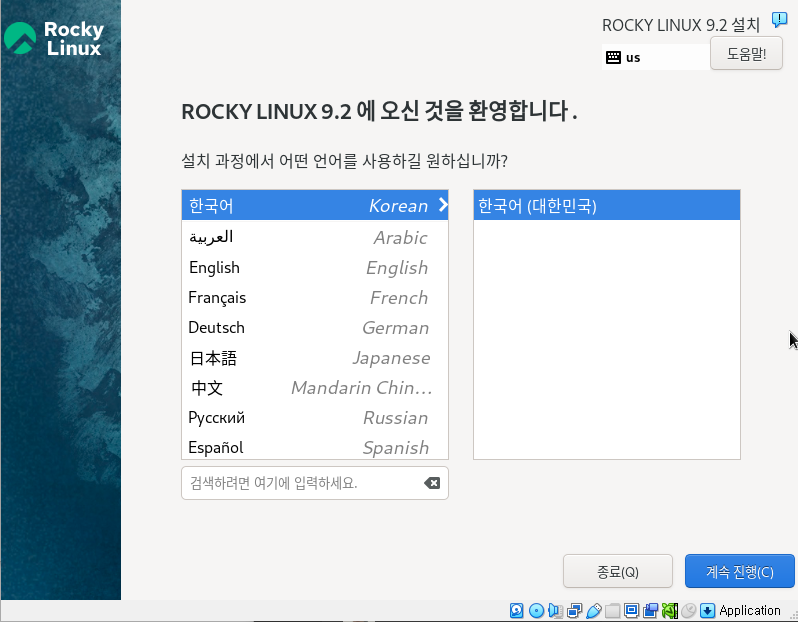 Rocky
Linux
ROCKY LINUX 9.2 설치
us
도움말!
ROCKY LINUX 9.2 에 오신 것을 환영합니다 .
설치 과정에서 어떤 언어를 사용하길 원하십니까?
한국어 Korean
한국어 (대한민국)
العربية Arabic
English English
Français French
Deutsch German
日本語 Japanese
中文 Mandarin Chin...
Русский Russian
Español Spanish
검색하려면 여기에 입력하세요.
종료(Q)
계속 진행(C)
Application